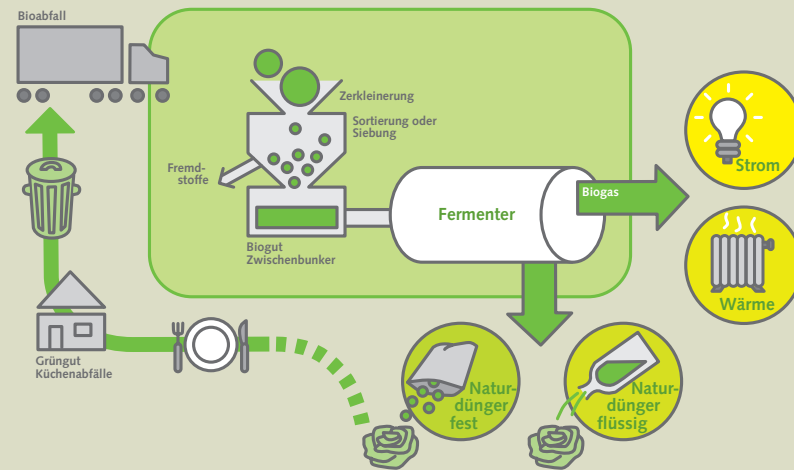 Bioabfall
Zerkleinerung
Sortierung oder
Siebung
Fremd-
stoffe
Biogut
Zwischenbunker
Fermenter
Biogas
Strom
Wärme
Grüngut
Küchenabfälle
Natur-
dünger
fest
Natur-
dünger
flüssig